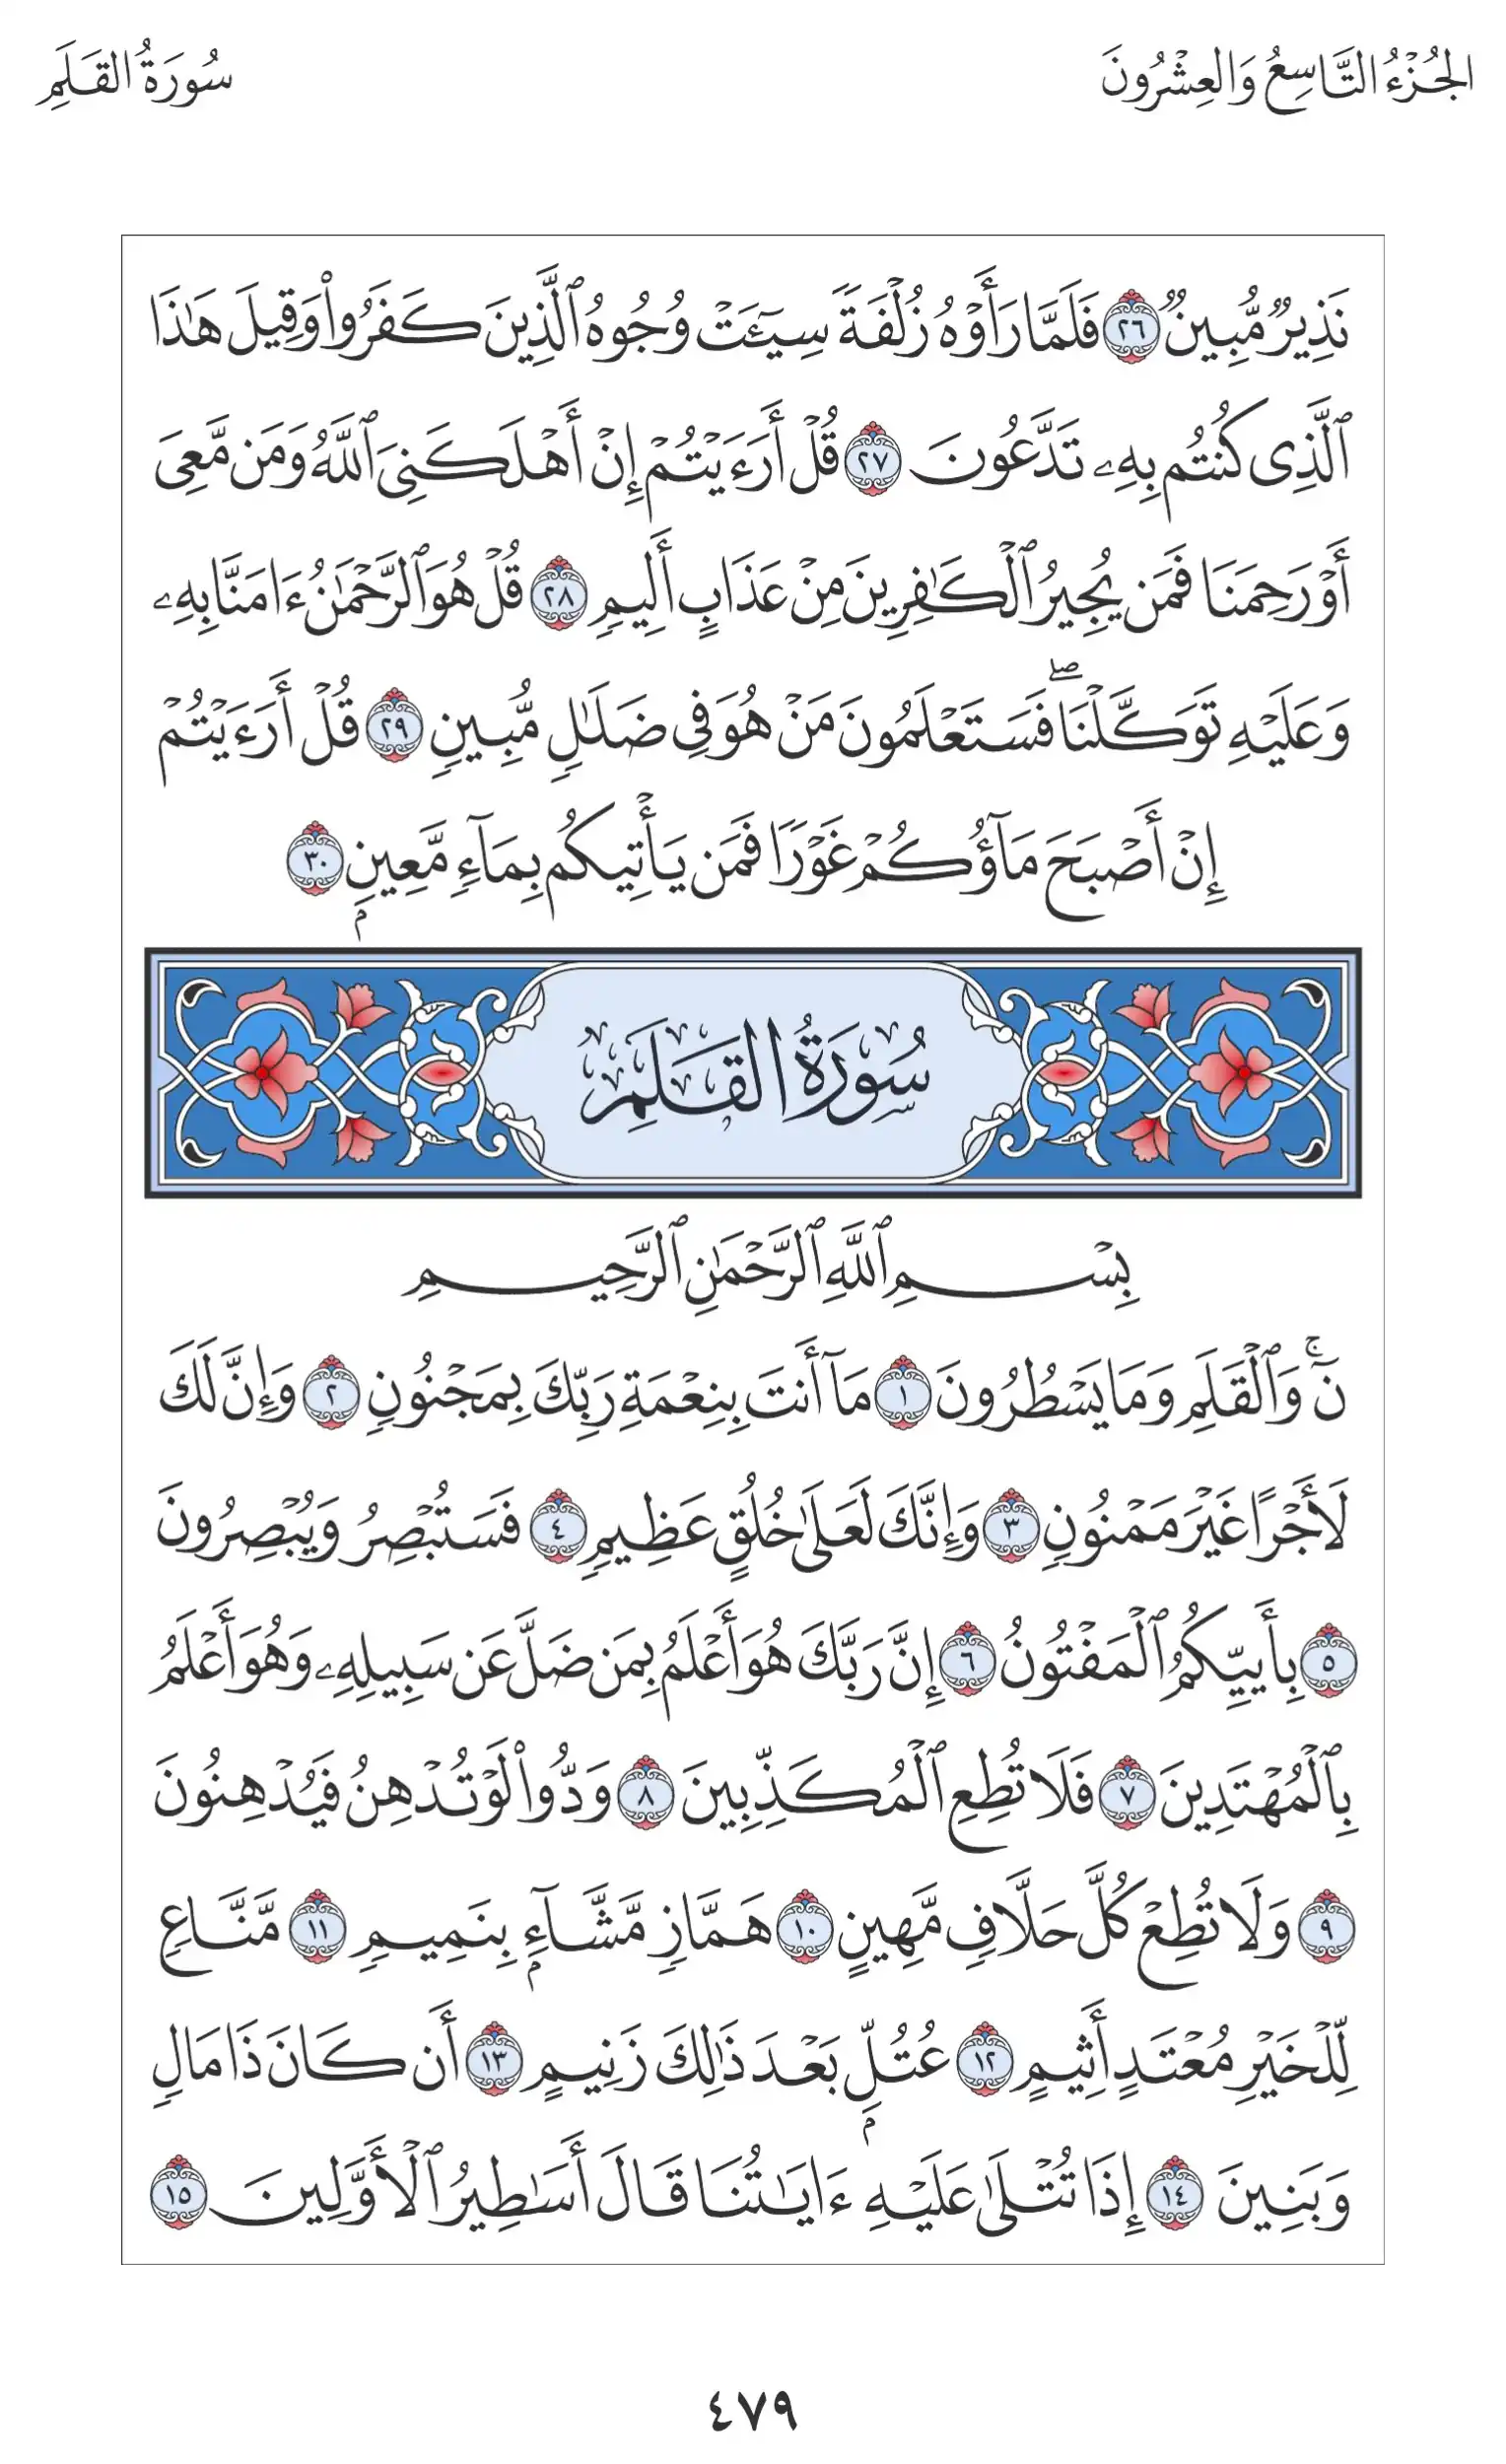 الجُزْءُ التَّاسِعُ وَالعِشْرُونَ
سُورَةُ القَلَمِ
نَذِيرٌ مُّبِينٌ ٢٦ فَلَمَّا رَأَوْهُ زُلْفَةً سِيٓـَٔتْ وُجُوهُ ٱلَّذِينَ كَفَرُوا۟ وَقِيلَ هَٰذَا
ٱلَّذِى كُنتُم بِهِۦ تَدَّعُونَ ٢٧ قُلْ أَرَءَيْتُمْ إِنْ أَهْلَكَنِىَ ٱللَّهُ وَمَن مَّعِىَ
أَوْ رَحِمَنَا فَمَن يُجِيرُ ٱلْكَٰفِرِينَ مِنْ عَذَابٍ أَلِيمٍ ٢٨ قُلْ هُوَ ٱلرَّحْمَٰنُ ءَامَنَّا بِهِۦ
وَعَلَيْهِ تَوَكَّلْنَا ۖ فَسَتَعْلَمُونَ مَنْ هُوَ فِى ضَلَٰلٍ مُّبِينٍ ٢٩ قُلْ أَرَءَيْتُمْ
إِنْ أَصْبَحَ مَآؤُكُمْ غَوْرًا فَمَن يَأْتِيكُم بِمَآءٍ مَّعِينٍۭ ٣٠
سُورَةُ القَلَمِ
بِسْمِ ٱللَّهِ ٱلرَّحْمَٰنِ ٱلرَّحِيمِ
نٓ ۚ وَٱلْقَلَمِ وَمَا يَسْطُرُونَ ١ مَآ أَنتَ بِنِعْمَةِ رَبِّكَ بِمَجْنُونٍ ٢ وَإِنَّ لَكَ
لَأَجْرًا غَيْرَ مَمْنُونٍ ٣ وَإِنَّكَ لَعَلَىٰ خُلُقٍ عَظِيمٍ ٤ فَسَتُبْصِرُ وَيُبْصِرُونَ
٥ بِأَييِّكُمُ ٱلْمَفْتُونُ ٦ إِنَّ رَبَّكَ هُوَ أَعْلَمُ بِمَن ضَلَّ عَن سَبِيلِهِۦ وَهُوَ أَعْلَمُ
بِٱلْمُهْتَدِينَ ٧ فَلَا تُطِعِ ٱلْمُكَذِّبِينَ ٨ وَدُّوا۟ لَوْ تُدْهِنُ فَيُدْهِنُونَ
٩ وَلَا تُطِعْ كُلَّ حَلَّافٍ مَّهِينٍ ١٠ هَمَّازٍ مَّشَّآءٍۭ بِنَمِيمٍ ١١ مَّنَّاعٍ
لِّلْخَيْرِ مُعْتَدٍ أَثِيمٍ ١٢ عُتُلٍّۭ بَعْدَ ذَٰلِكَ زَنِيمٍ ١٣ أَن كَانَ ذَا مَالٍ
وَبَنِينَ ١٤ إِذَا تُتْلَىٰ عَلَيْهِ ءَايَٰتُنَا قَالَ أَسَٰطِيرُ ٱلْأَوَّلِينَ ١٥
٤٧٩